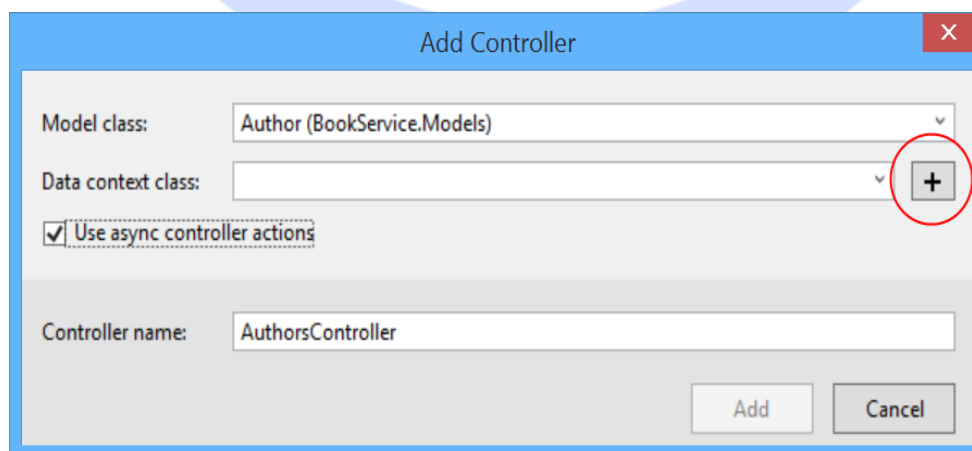 Add Controller
X
Model class:
Author (BookService.Models)
Data context class:
+
Use async controller actions
Controller name:
AuthorsController
Add
Cancel